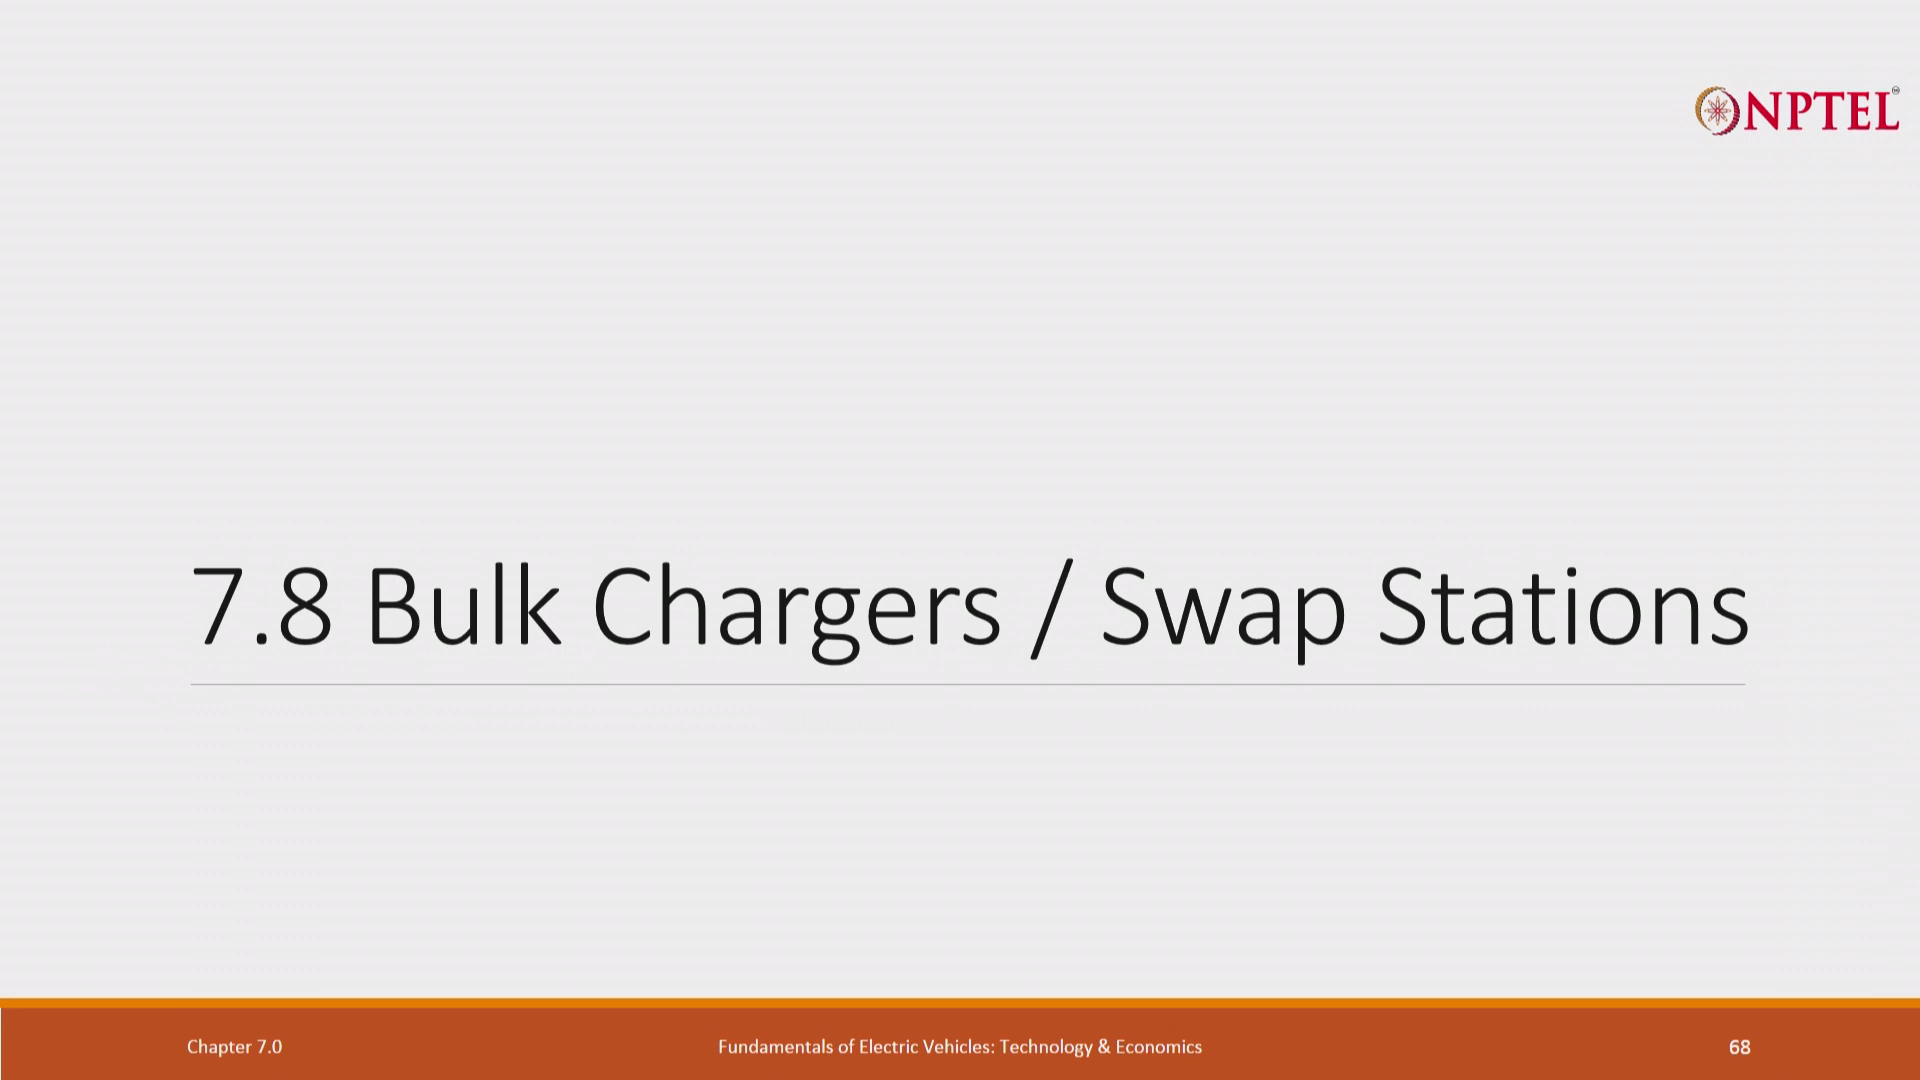 NPTEL
7.8 Bulk Chargers / Swap Stations
Chapter 7.0
Fundamentals of Electric Vehicles: Technology & Economics
68